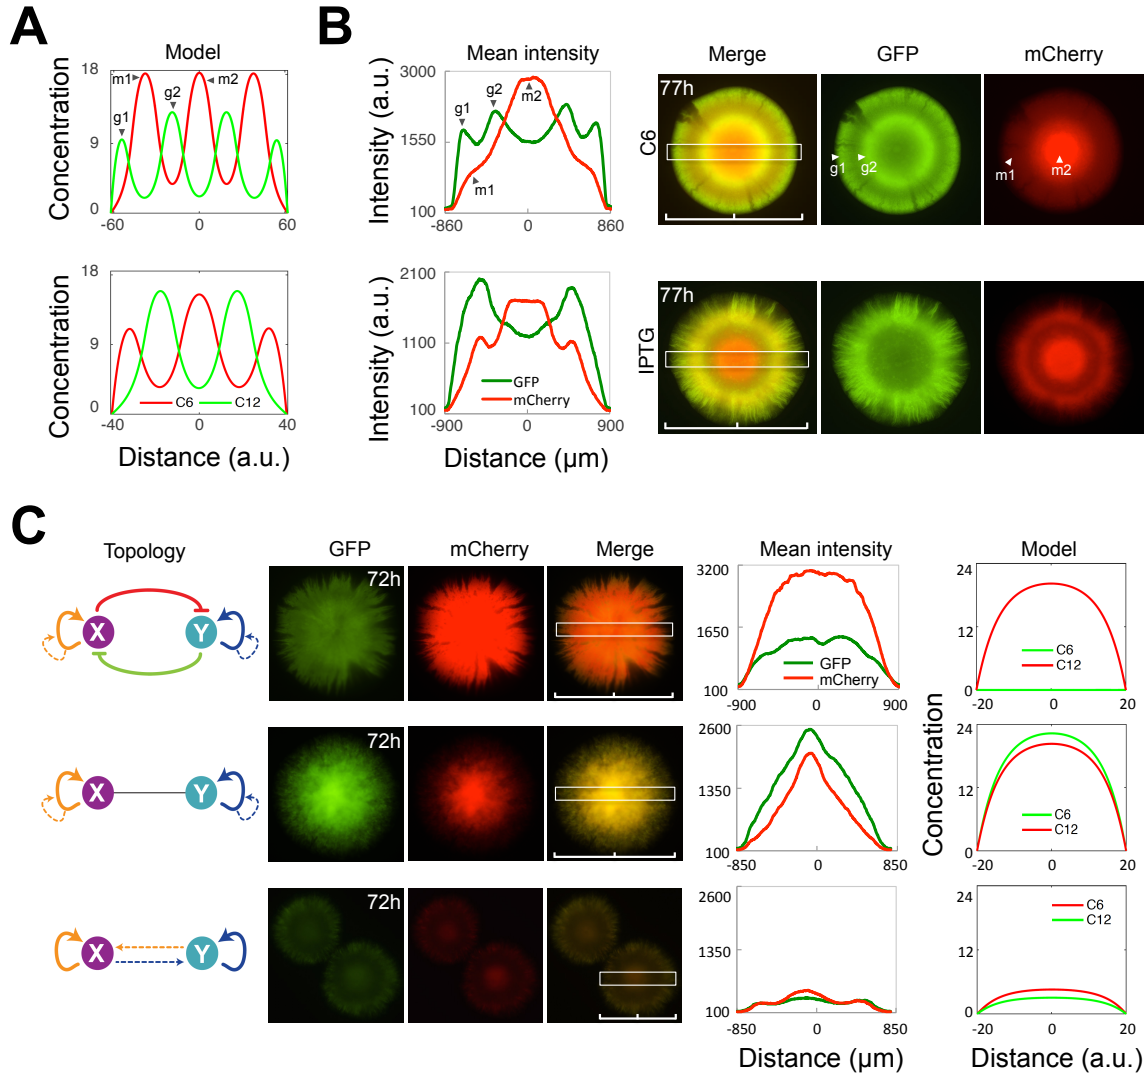 A
Model
Concentration
18
9
0
m1
g1
g2
m2
-60
0
60
Concentration
18
9
0
C6
C12
-40
0
40
Distance (a.u.)
B
Mean intensity
Merge
GFP
mCherry
Intensity (a.u.)
3000
1550
100
g1
g2
m2
m1
-860
0
860
C6
77h
g1
g2
m1
m2
Intensity (a.u.)
2100
1100
100
GFP
mCherry
-900
0
900
Distance (µm)
IPTG
77h
C
Topology
GFP
mCherry
Merge
Mean intensity
Model
X
Y
72h
3200
1650
100
GFP
mCherry
-900
0
900
24
12
0
C6
C12
-20
0
20
X
Y
72h
2600
1350
100
-850
0
850
Concentration
24
12
0
C6
C12
-20
0
20
X
Y
72h
2600
1350
100
-850
0
850
Distance (µm)
24
12
0
C6
C12
-20
0
20
Distance (a.u.)